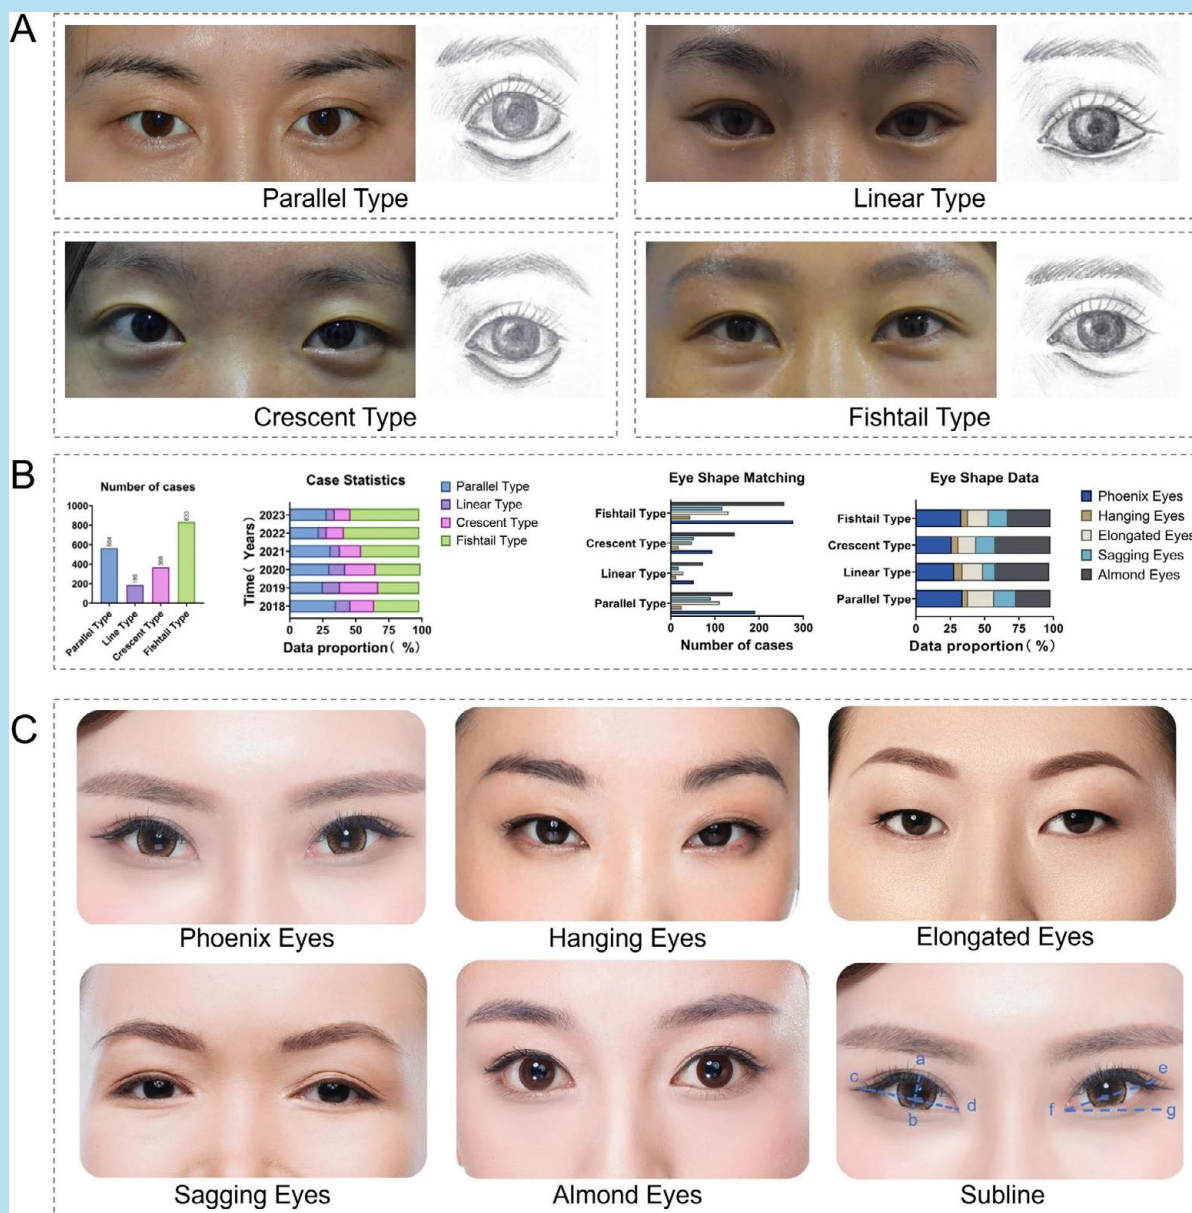 A
Parallel Type
Linear Type
Crescent Type
Fishtail Type
B
Number of cases
1000
800
600
400
200
0
564
185
368
833
Parallel Type
Line Type
Crescent Type
Fishtail Type
Case Statistics
Time( Years)
2023
2022
2021
2020
2019
2018
0 25 50 75 100
Data proportion( %)
Parallel Type
Linear Type
Crescent Type
Fishtail Type
Eye Shape Matching
Fishtail Type
Crescent Type
Linear Type
Parallel Type
0 100 200 300
Number of cases
Eye Shape Data
Fishtail Type
Crescent Type
Linear Type
Parallel Type
0 25 50 75 100
Data proportion( %)
Phoenix Eyes
Hanging Eyes
Elongated Eyes
Sagging Eyes
Almond Eyes
C
Phoenix Eyes
Hanging Eyes
Elongated Eyes
Sagging Eyes
Almond Eyes
a
c
b
d
e
f
g
Subline